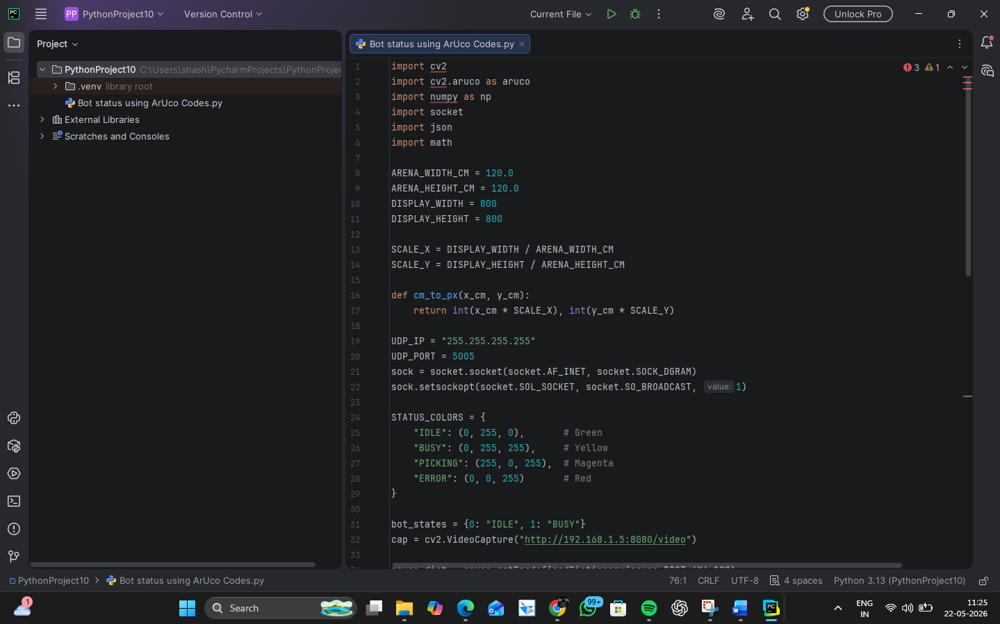 PC
PP PythonProject10
Version Control
Current File
Unlock Pro
Project
PythonProject10 C:\Users\shash\PycharmProjects\PythonProjec
.venv library root
Bot status using ArUco Codes.py
External Libraries
Scratches and Consoles
Bot status using ArUco Codes.py
3 1
1 import cv2
2 import cv2.aruco as aruco
3 import numpy as np
4 import socket
5 import json
6 import math
7
8 ARENA_WIDTH_CM = 120.0
9 ARENA_HEIGHT_CM = 120.0
10 DISPLAY_WIDTH = 800
11 DISPLAY_HEIGHT = 800
12
13 SCALE_X = DISPLAY_WIDTH / ARENA_WIDTH_CM
14 SCALE_Y = DISPLAY_HEIGHT / ARENA_HEIGHT_CM
15
16 def cm_to_px(x_cm, y_cm):
17     return int(x_cm * SCALE_X), int(y_cm * SCALE_Y)
18
19 UDP_IP = "255.255.255.255"
20 UDP_PORT = 5005
21 sock = socket.socket(socket.AF_INET, socket.SOCK_DGRAM)
22 sock.setsockopt(socket.SOL_SOCKET, socket.SO_BROADCAST, value: 1)
23
24 STATUS_COLORS = {
25     "IDLE": (0, 255, 0),       # Green
26     "BUSY": (0, 255, 255),     # Yellow
27     "PICKING": (255, 0, 255),  # Magenta
28     "ERROR": (0, 0, 255)       # Red
29 }
30
31 bot_states = {0: "IDLE", 1: "BUSY"}
32 cap = cv2.VideoCapture("http://192.168.1.5:8080/video")
33
PythonProject10 > Bot status using ArUco Codes.py
76:1 CRLF UTF-8 4 spaces Python 3.13 (PythonProject10)
1
Search
99+
PC
ENG
IN
11:25
22-05-2026